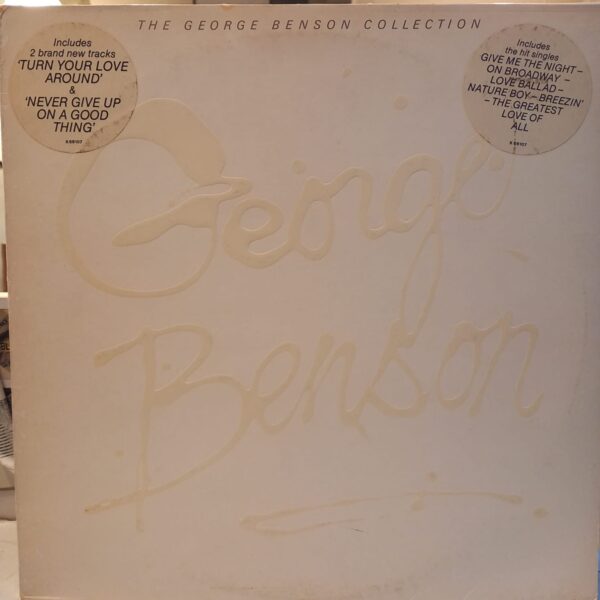 THE GEORGE BENSON COLLECTION
Includes
2 brand new tracks
'TURN YOUR LOVE
AROUND'
&
'NEVER GIVE UP
ON A GOOD
THING'
K 99107
Includes
the hit singles
GIVE ME THE NIGHT –
ON BROADWAY –
LOVE BALLAD –
NATURE BOY – BREEZIN'
– THE GREATEST
LOVE OF
ALL
K 99107
George
Benson